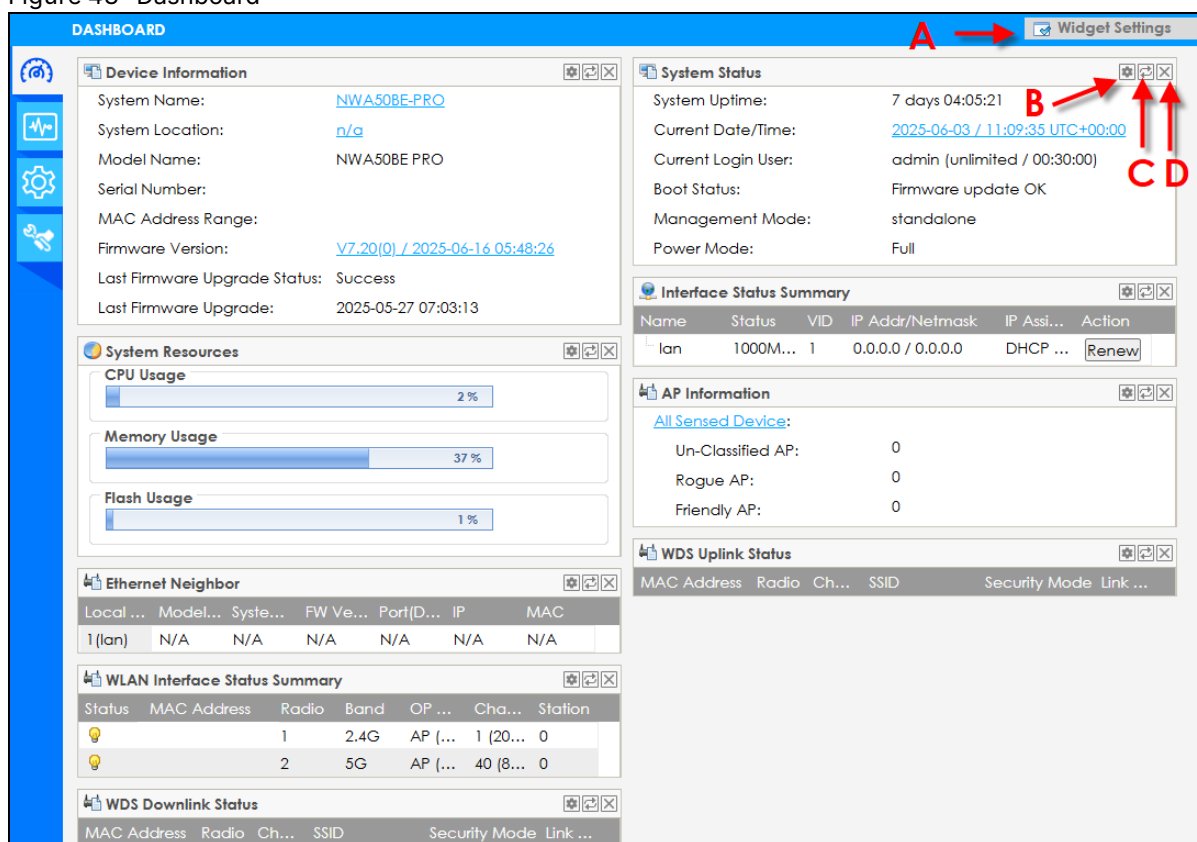 DASHBOARD
A
Widget Settings
Device Information
System Name: NWA50BE-PRO
System Location: n/a
Model Name: NWA50BE PRO
Serial Number:
MAC Address Range:
Firmware Version: V7.20(0) / 2025-06-16 05:48:26
Last Firmware Upgrade Status: Success
Last Firmware Upgrade: 2025-05-27 07:03:13
System Resources
CPU Usage
2 %
Memory Usage
37 %
Flash Usage
1 %
Ethernet Neighbor
Local ... Model... Syste... FW Ve... Port(D... IP MAC
1(lan) N/A N/A N/A N/A N/A N/A
WLAN Interface Status Summary
Status MAC Address Radio Band OP ... Cha... Station
1 2.4G AP (... 1 (20... 0
2 5G AP (... 40 (8... 0
WDS Downlink Status
MAC Address Radio Ch... SSID Security Mode Link ...
System Status
B
C
D
System Uptime: 7 days 04:05:21
Current Date/Time: 2025-06-03 / 11:09:35 UTC+00:00
Current Login User: admin (unlimited / 00:30:00)
Boot Status: Firmware update OK
Management Mode: standalone
Power Mode: Full
Interface Status Summary
Name Status VID IP Addr/Netmask IP Assi... Action
lan 1000M... 1 0.0.0.0 / 0.0.0.0 DHCP ... Renew
AP Information
All Sensed Device:
Un-Classified AP: 0
Rogue AP: 0
Friendly AP: 0
WDS Uplink Status
MAC Address Radio Ch... SSID Security Mode Link ...